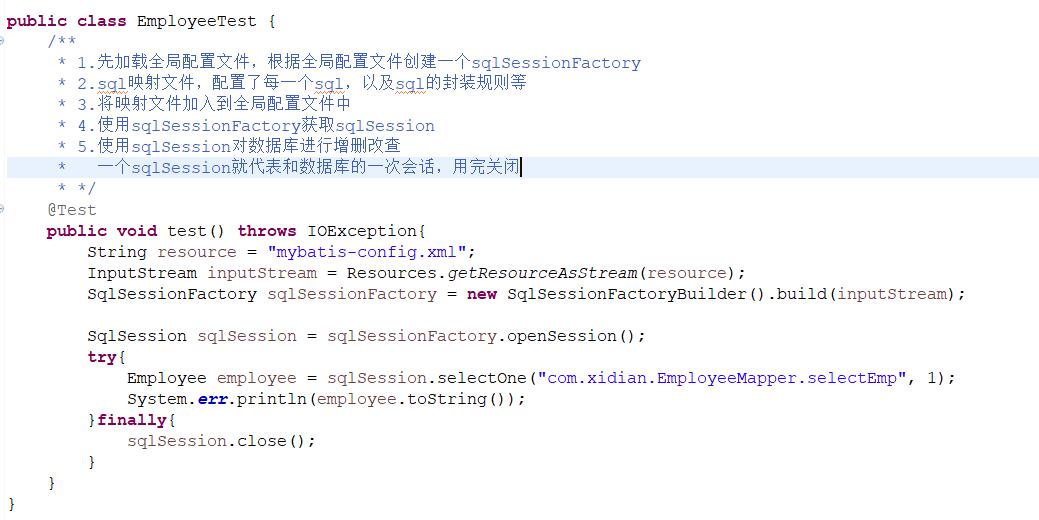 public class EmployeeTest {
/**
* 1.先加载全局配置文件，根据全局配置文件创建一个sqlSessionFactory
* 2.sql映射文件，配置了每一个sql，以及sql的封装规则等
* 3.将映射文件加入到全局配置文件中
* 4.使用sqlSessionFactory获取sqlSession
* 5.使用sqlSession对数据库进行增删改查
*   一个sqlSession就代表和数据库的一次会话，用完关闭
* */
@Test
public void test() throws IOException{
String resource = "mybatis-config.xml";
InputStream inputStream = Resources.getResourceAsStream(resource);
SqlSessionFactory sqlSessionFactory = new SqlSessionFactoryBuilder().build(inputStream);
SqlSession sqlSession = sqlSessionFactory.openSession();
try{
Employee employee = sqlSession.selectOne("com.xidian.EmployeeMapper.selectEmp", 1);
System.err.println(employee.toString());
}finally{
sqlSession.close();
}
}
}